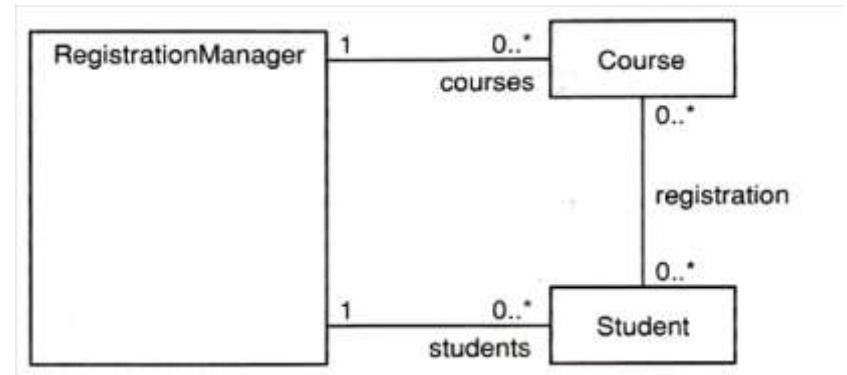 RegistrationManager
1
0..*
courses
Course
0..*
registration
0..*
1
0..*
students
Student